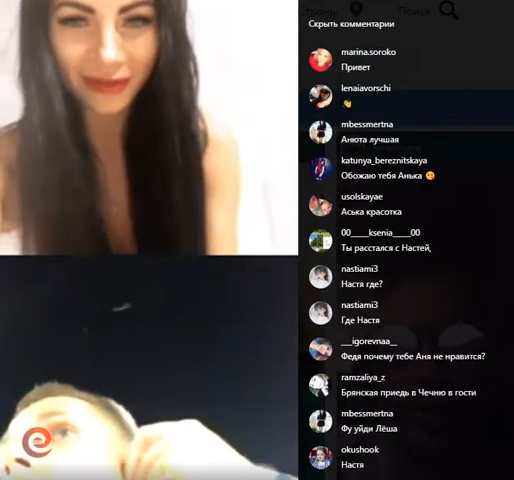 Страны
Поиск
Скрыть комментарии
marina.soroko
Привет
lenaiavorschi
👋
mbessmertna
Анюта лучшая
katunya_bereznitskaya
Обожаю тебя Анька 😘
usolskayae
Аська красотка
00____ksenia____00
Ты расстался с Настей,
nastiami3
Настя где?
nastiami3
Где Настя
___igorevnaa__
Федя почему тебе Аня не нравится?
ramzaliya_z
Брянская приедь в Чечню в гости
mbessmertna
Фу уйди Лёша
okushook
Настя